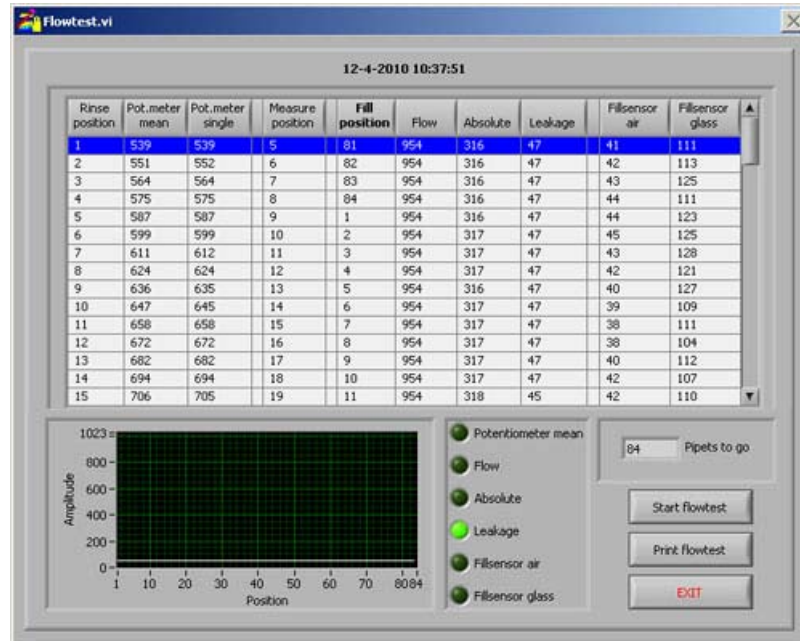 Flowtest.vi
12-4-2010 10:37:51
Rinse position Pot.meter mean Pot.meter single Measure position Fill position Flow Absolute Leakage Fillsensor air Fillsensor glass
1 539 539 5 81 954 316 47 41 111
2 551 552 6 82 954 316 47 42 113
3 564 564 7 83 954 316 47 43 125
4 575 575 8 84 954 316 47 44 111
5 587 587 9 1 954 316 47 44 123
6 599 599 10 2 954 317 47 45 125
7 611 612 11 3 954 317 47 43 128
8 624 624 12 4 954 317 47 42 121
9 636 635 13 5 954 316 47 40 127
10 647 645 14 6 954 317 47 39 109
11 658 658 15 7 954 317 47 38 111
12 672 672 16 8 954 317 47 38 104
13 682 682 17 9 954 317 47 40 112
14 694 694 18 10 954 317 47 42 107
15 706 705 19 11 954 318 45 42 110
1023
800
600
400
200
0
Amplitude
1 10 20 30 40 50 60 70 80 84
Position
Potentiometer mean
Flow
Absolute
Leakage
Fillsensor air
Fillsensor glass
84 Pipets to go
Start flowtest
Print flowtest
EXIT